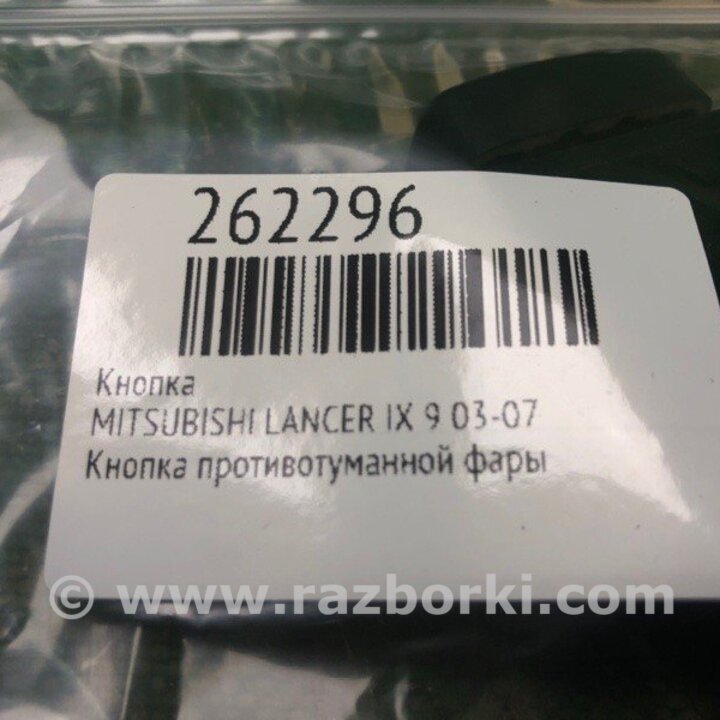 262296
Кнопка
MITSUBISHI LANCER IX 9 03-07
Кнопка противотуманной фары
© www.razborki.com